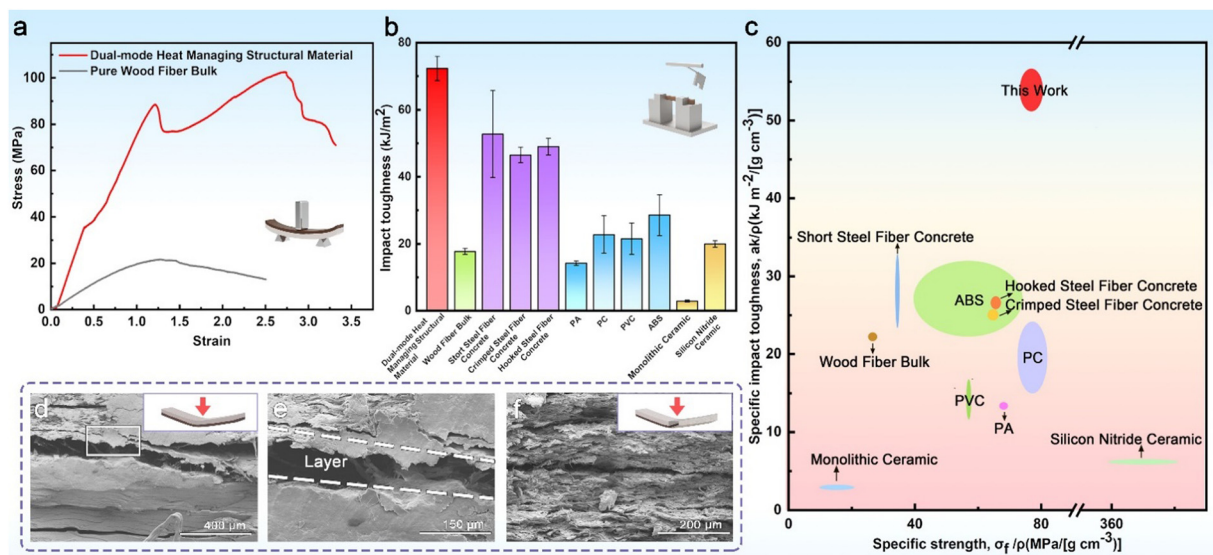 a
Dual-mode Heat Managing Structural Material
Pure Wood Fiber Bulk
Stress (MPa)
100
80
60
40
20
0
0.0 0.5 1.0 1.5 2.0 2.5 3.0 3.5
Strain
b
Impact toughness (kJ/m²)
80
60
40
20
0
Dual-mode Heat
Managing Structural
Material
Wood Fiber Bulk
Stort Steel Fiber
Concrete
Crimped Steel Fiber
Concrete
Hooked Steel Fiber
Concrete
PA
PC
PVC
ABS
Monolithic Ceramic
Silicon Nitride
Ceramic
c
Specific impact toughness, ak/ρ(kJ m⁻²/[g cm⁻³)]
60
50
40
30
20
10
0
This Work
Short Steel Fiber Concrete
ABS
Hooked Steel Fiber Concrete
Crimped Steel Fiber Concrete
Wood Fiber Bulk
PC
PVC
PA
Silicon Nitride Ceramic
Monolithic Ceramic
0 40 80 360
Specific strength, σf /ρ(MPa/[g cm⁻³)]
d
400 μm
e
Layer
150 μm
f
200 μm